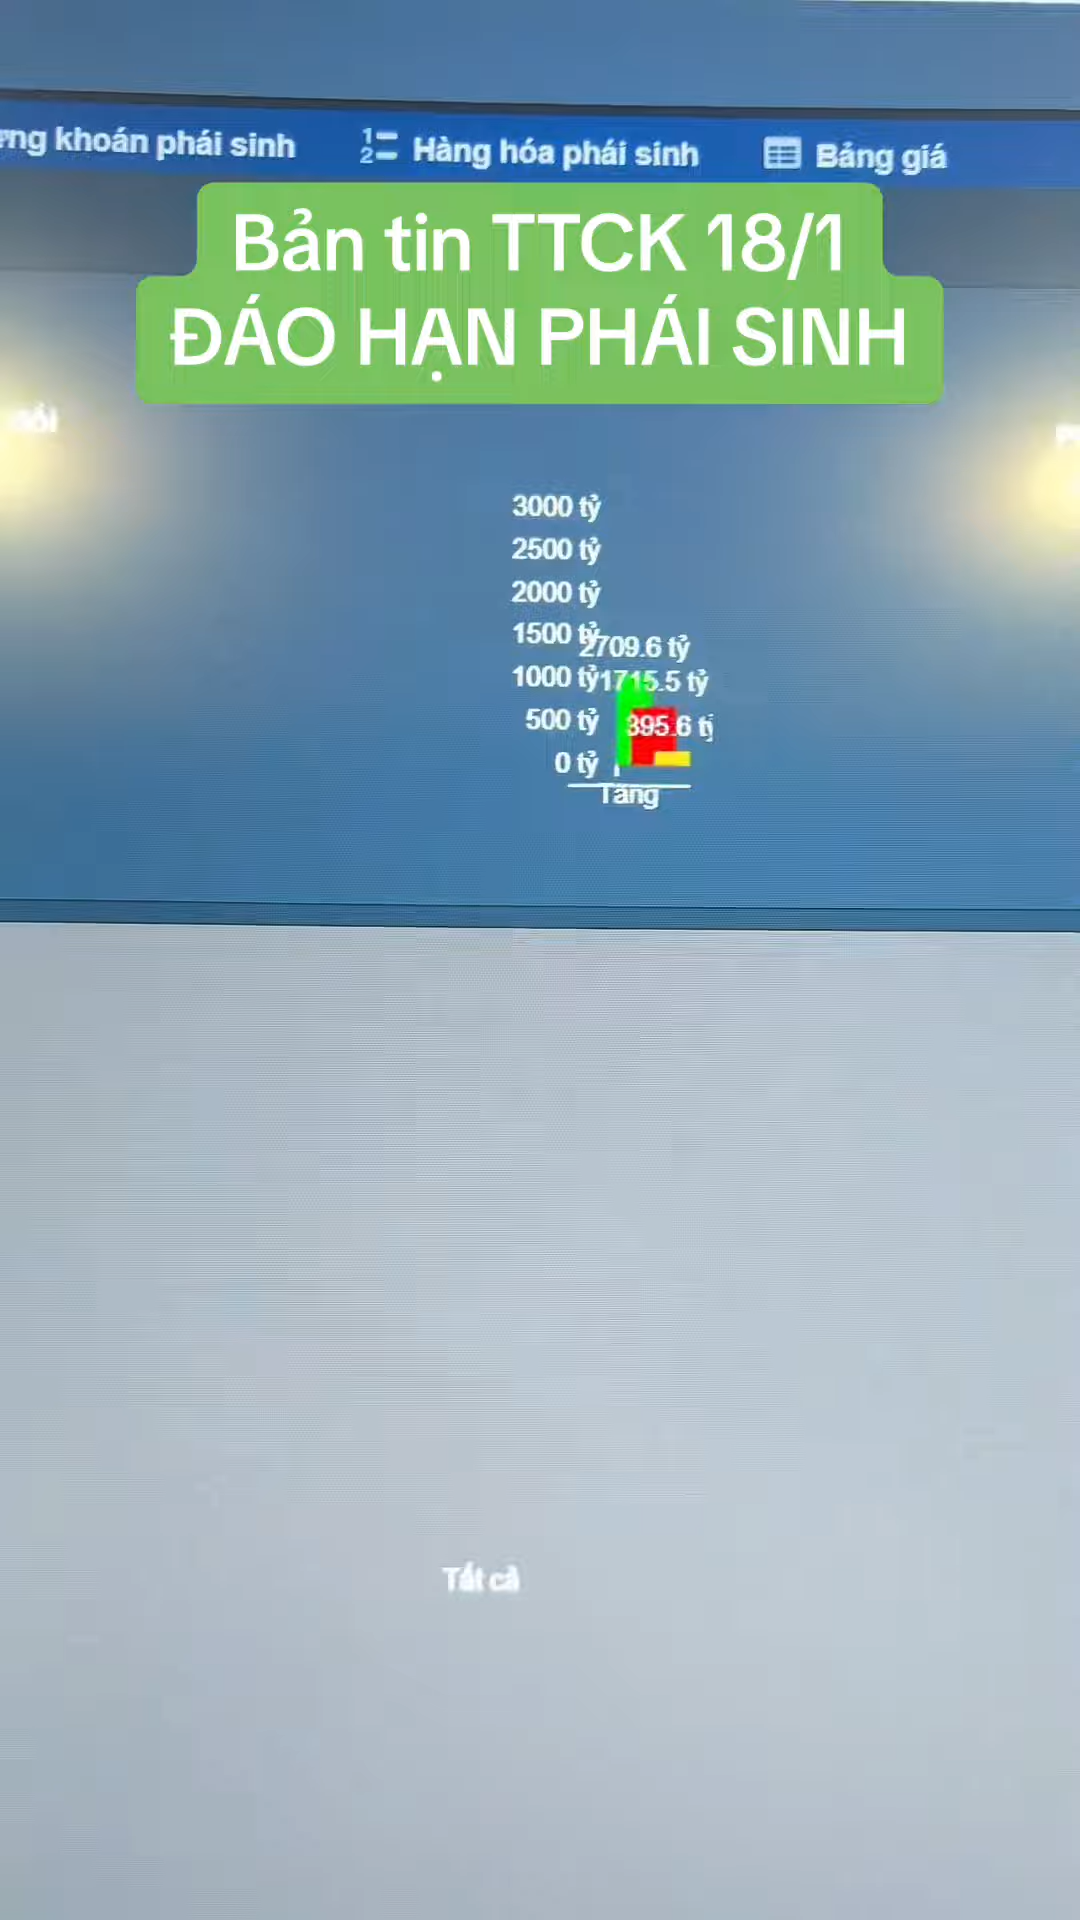 khoán phái sinh
Hàng hóa phái sinh
Bảng giá
Bản tin TTCK 18/1
ĐÁO HẠN PHÁI SINH
3000 tỷ
2500 tỷ
2000 tỷ
1500 tỷ
2709.6 tỷ
1000 tỷ
1715.5 tỷ
500 tỷ
395.6 tỷ
0 tỷ
Tăng
Tất cả